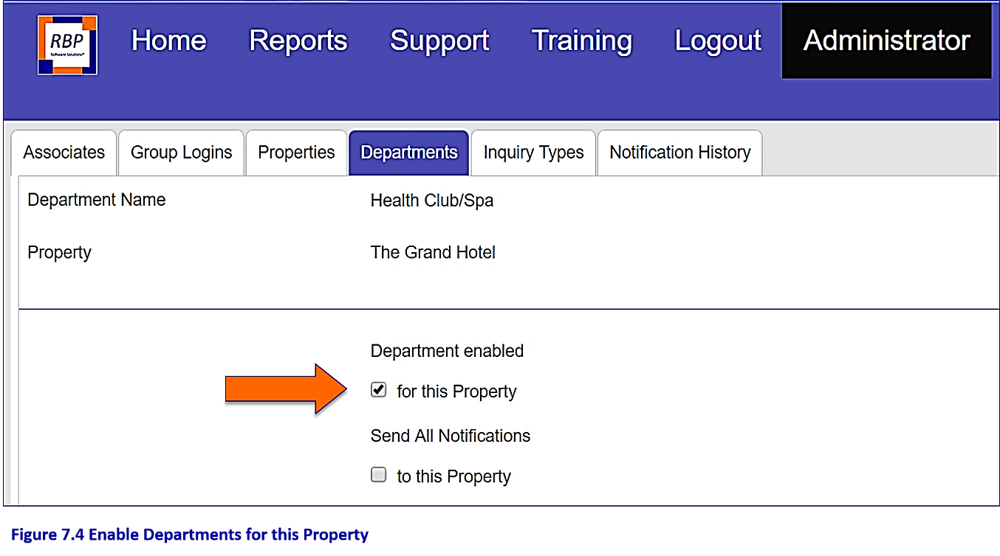 RBP
Software Solutions®
Home Reports Support Training Logout Administrator
Associates Group Logins Properties Departments Inquiry Types Notification History
Department Name Health Club/Spa
Property The Grand Hotel
Department enabled
for this Property
Send All Notifications
to this Property
Figure 7.4 Enable Departments for this Property